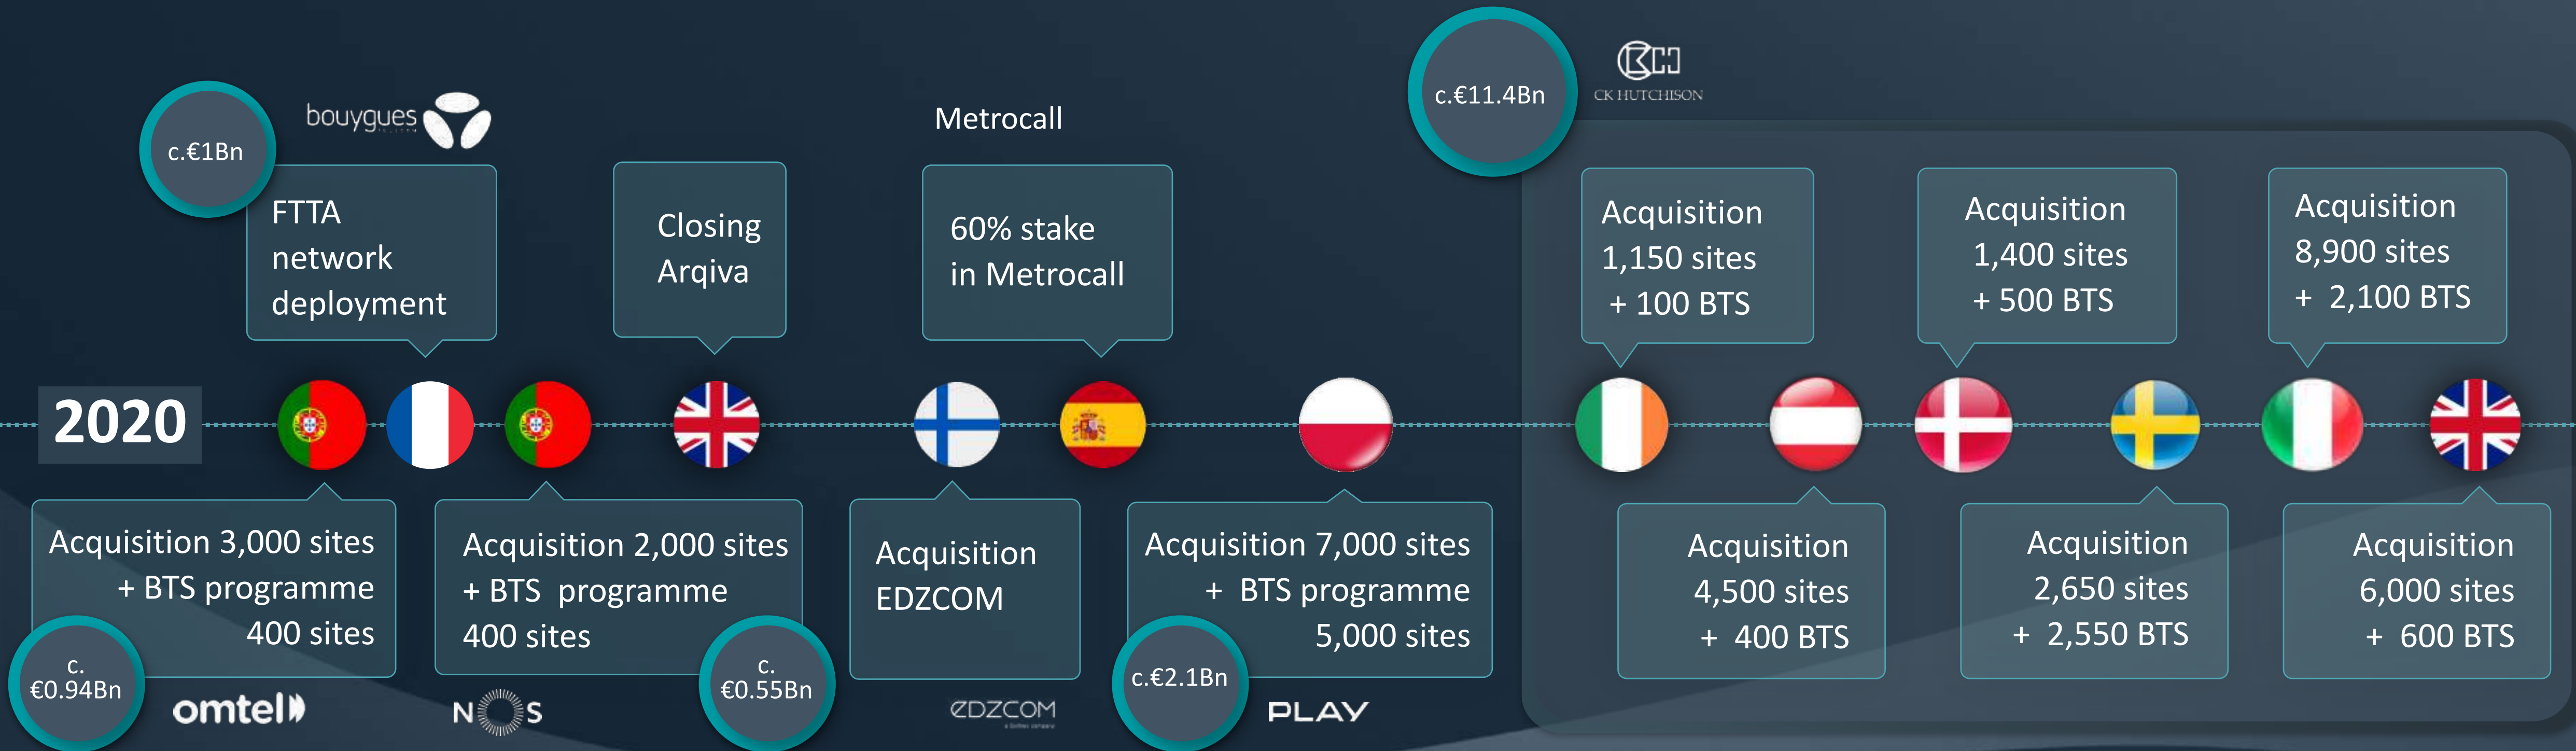 2020
c.€1Bn
bouygues
TELECOM
FTTA
network
deployment
Closing
Arqiva
Metrocall
60% stake
in Metrocall
c.€11.4Bn
CK HUTCHISON
Acquisition
1,150 sites
+ 100 BTS
Acquisition
1,400 sites
+ 500 BTS
Acquisition
8,900 sites
+ 2,100 BTS
Acquisition 3,000 sites
+ BTS programme
400 sites
c.
€0.94Bn
omtel
Acquisition 2,000 sites
+ BTS programme
400 sites
c.
€0.55Bn
NOS
Acquisition
EDZCOM
EDZCOM
Acquisition 7,000 sites
+ BTS programme
5,000 sites
c.€2.1Bn
PLAY
Acquisition
4,500 sites
+ 400 BTS
Acquisition
2,650 sites
+ 2,550 BTS
Acquisition
6,000 sites
+ 600 BTS